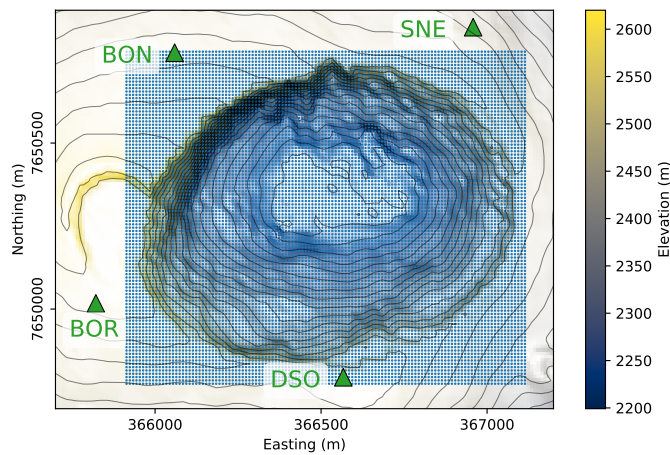 SNE
BON
BOR
DSO
7650500
7650000
Northing (m)
366000
366500
367000
Easting (m)
2600
2550
2500
2450
2400
2350
2300
2250
2200
Elevation (m)